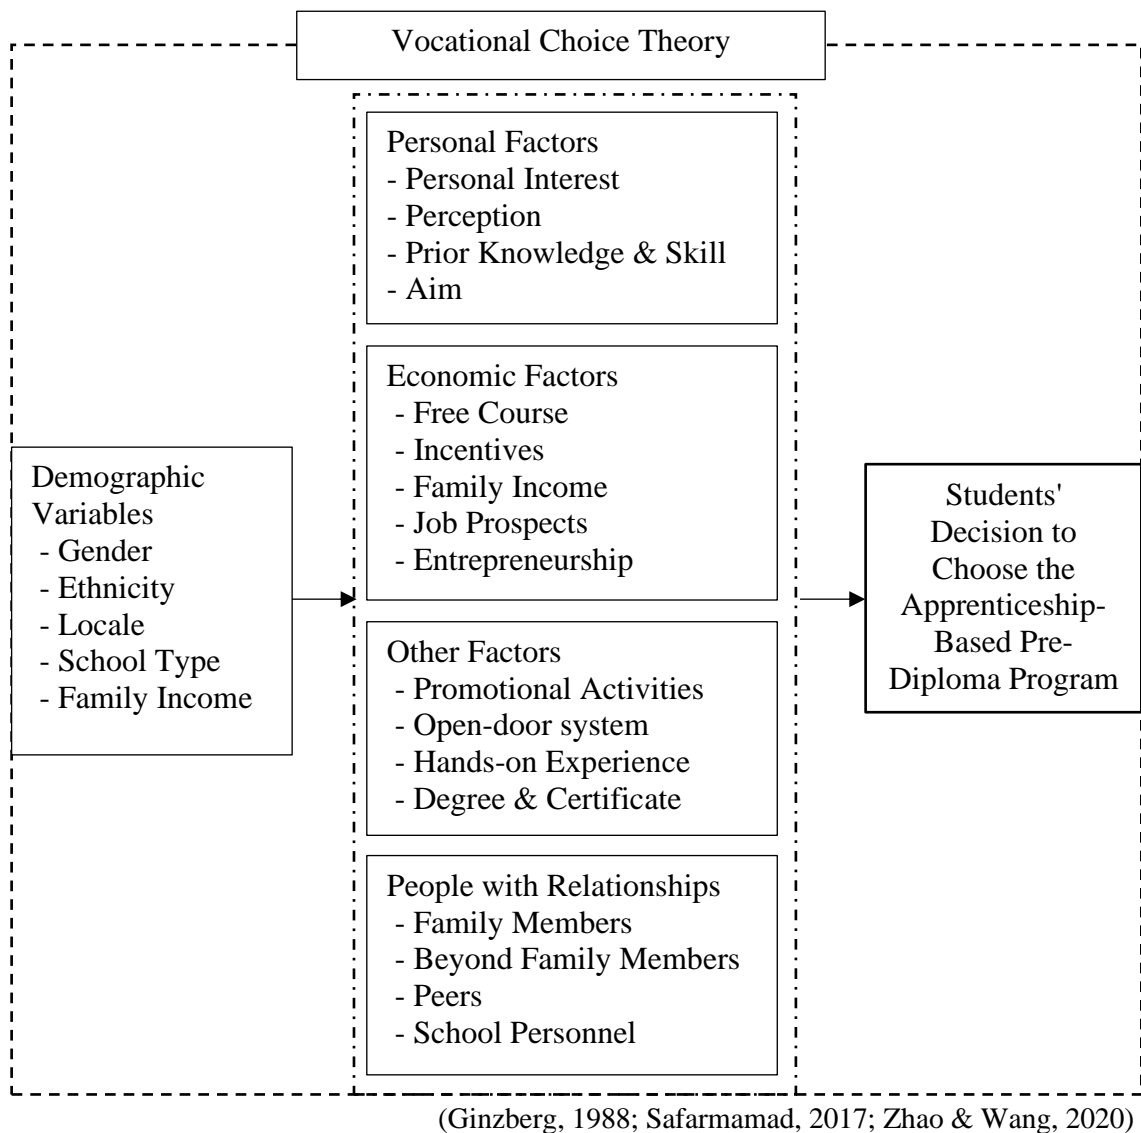 Vocational Choice Theory
Personal Factors
- Personal Interest
- Perception
- Prior Knowledge & Skill
- Aim
Economic Factors
- Free Course
- Incentives
- Family Income
- Job Prospects
- Entrepreneurship
Demographic
Variables
- Gender
- Ethnicity
- Locale
- School Type
- Family Income
Students'
Decision to
Choose the
Apprenticeship-
Based Pre-
Diploma Program
Other Factors
- Promotional Activities
- Open-door system
- Hands-on Experience
- Degree & Certificate
People with Relationships
- Family Members
- Beyond Family Members
- Peers
- School Personnel
(Ginzberg, 1988; Safarmamad, 2017; Zhao & Wang, 2020)